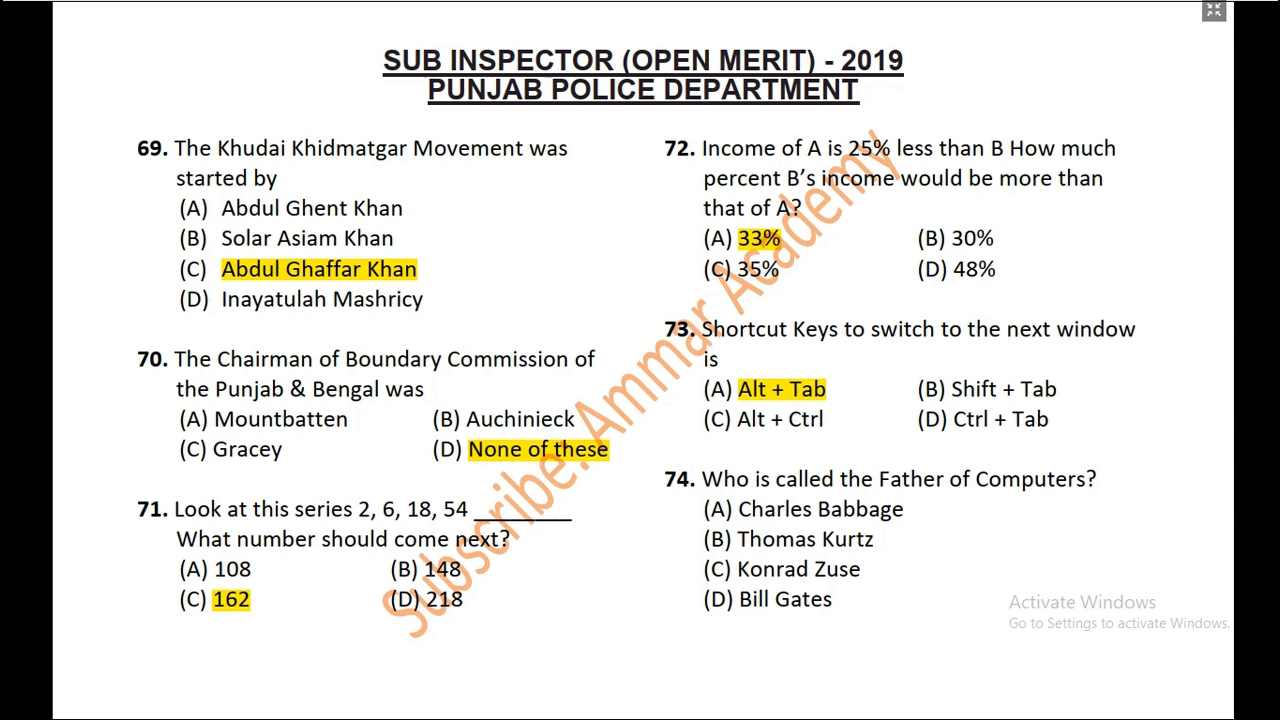 SUB INSPECTOR (OPEN MERIT) - 2019
PUNJAB POLICE DEPARTMENT
69. The Khudai Khidmatgar Movement was
started by
(A) Abdul Ghent Khan
(B) Solar Asiam Khan
(C) Abdul Ghaffar Khan
(D) Inayatulah Mashricy
70. The Chairman of Boundary Commission of
the Punjab & Bengal was
(A) Mountbatten (B) Auchinieck
(C) Gracey (D) None of these
71. Look at this series 2, 6, 18, 54 ________
What number should come next?
(A) 108 (B) 148
(C) 162 (D) 218
72. Income of A is 25% less than B How much
percent B's income would be more than
that of A?
(A) 33% (B) 30%
(C) 35% (D) 48%
73. Shortcut Keys to switch to the next window
is
(A) Alt + Tab (B) Shift + Tab
(C) Alt + Ctrl (D) Ctrl + Tab
74. Who is called the Father of Computers?
(A) Charles Babbage
(B) Thomas Kurtz
(C) Konrad Zuse
(D) Bill Gates
Subscribe: Ammar Academy
Activate Windows
Go to Settings to activate Windows.